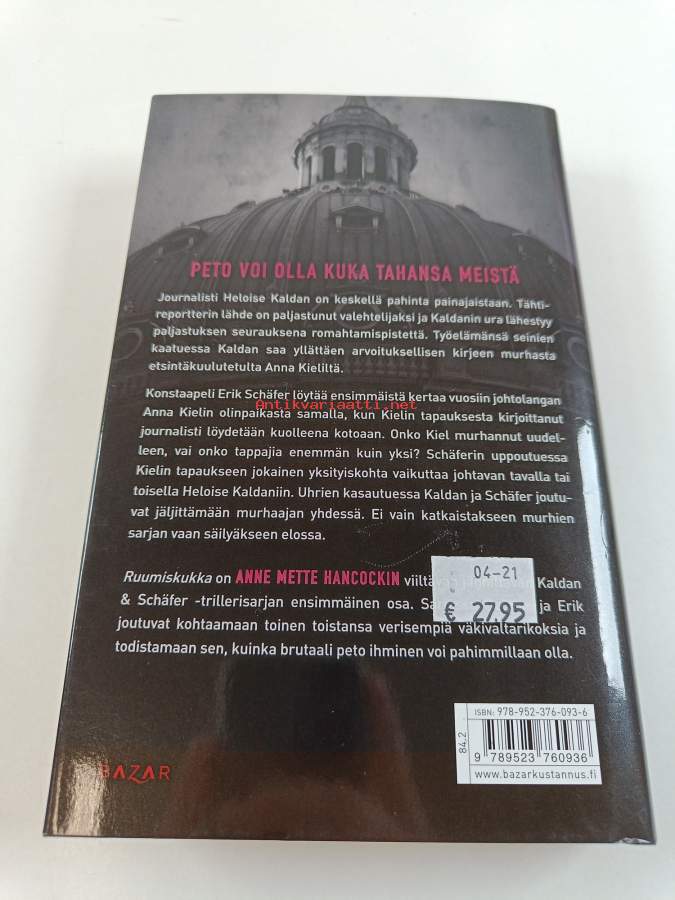 PETO VOI OLLA KUKA TAHANSA MEISTÄ
Journalisti Heloise Kaldan on keskellä pahinta painajaistaan. Tähti-
reportterin lähde on paljastunut valehtelijaksi ja Kaldanin ura lähestyy
paljastuksen seurauksena romahtamispistettä. Työelämänsä seinien
kaatuessa Kaldan saa yllättäen arvoituksellisen kirjeen murhasta
etsintäkuulutetulta Anna Kieliltä.
Konstaapeli Erik Schäfer löytää ensimmäistä kertaa vuosiin johtolangan
Anna Kielin olinpaikasta samalla, kun Kielin tapauksesta kirjoittanut
Antikvariaatti.net
journalisti löydetään kuolleena kotoaan. Onko Kiel murhannut uudel-
leen, vai onko tappajia enemmän kuin yksi? Schäferin uppoutuessa
Kielin tapaukseen jokainen yksityiskohta vaikuttaa johtavan tavalla tai
toisella Heloise Kaldaniin. Uhrien kasautuessa Kaldan ja Schäfer joutu-
vat jäljittämään murhaajan yhdessä. Ei vain katkaistakseen murhien
sarjan vaan säilyäkseen elossa.
04-21
€ 27.95
Ruumiskukka on ANNE METTE HANCOCKIN Kaldan
& Schäfer -trillerisarjan ensimmäinen osa. ja Erik
joutuvat kohtaamaan toinen toistansa verisempiä väkivaltarikoksia ja
todistamaan sen, kuinka brutaali peto ihminen voi pahimmillaan olla.
ISBN: 978-952-376-093-6
84.2
9 789523 760936
www.bazarkustannus.fi
BAZAR